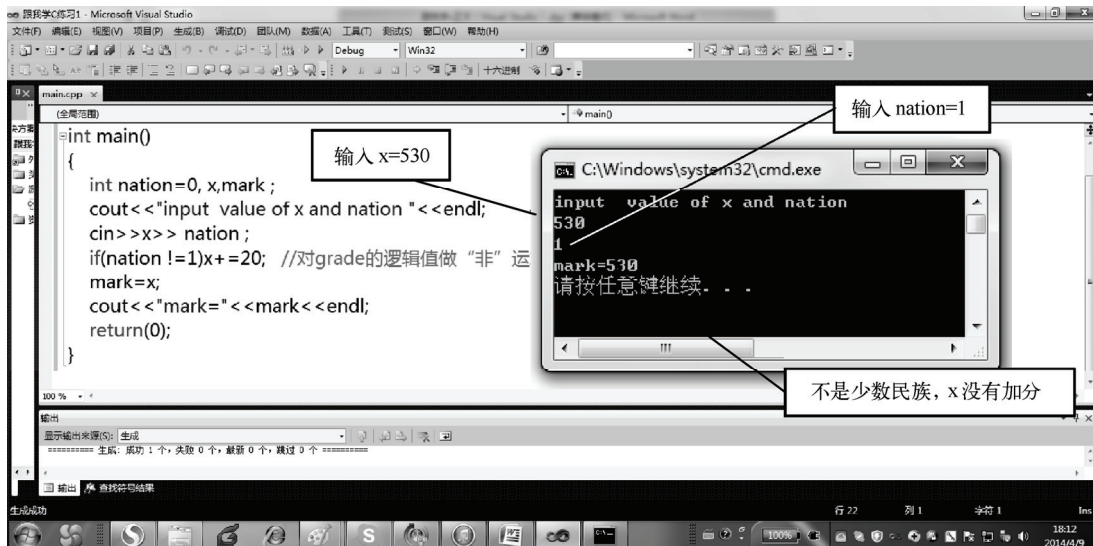 跟我学C练习1 - Microsoft Visual Studio
文件(F) 编辑(E) 视图(V) 项目(P) 生成(B) 调试(D) 团队(M) 数据(A) 工具(T) 测试(S) 窗口(W) 帮助(H)
Debug Win32
十六进制
main.cpp
(全局范围) main()
int main()
{
int nation=0, x,mark ;
cout<<"input  value of x and nation "<<endl;
cin>>x>> nation ;
if(nation !=1)x+=20;  //对grade的逻辑值做“非”运
mark=x;
cout<<"mark="<<mark<<endl;
return(0);
}
输入 x=530
输入 nation=1
C:\Windows\system32\cmd.exe
input  value of x and nation
530
1
mark=530
请按任意键继续. . .
不是少数民族，x 没有加分
100 %
输出
显示输出来源(S): 生成
========== 生成: 成功 1 个，失败 0 个，最新 0 个，跳过 0 个 ==========
输出 查找符号结果
生成成功 行 22 列 1 字符 1 Ins
100%
18:12
2014/4/9